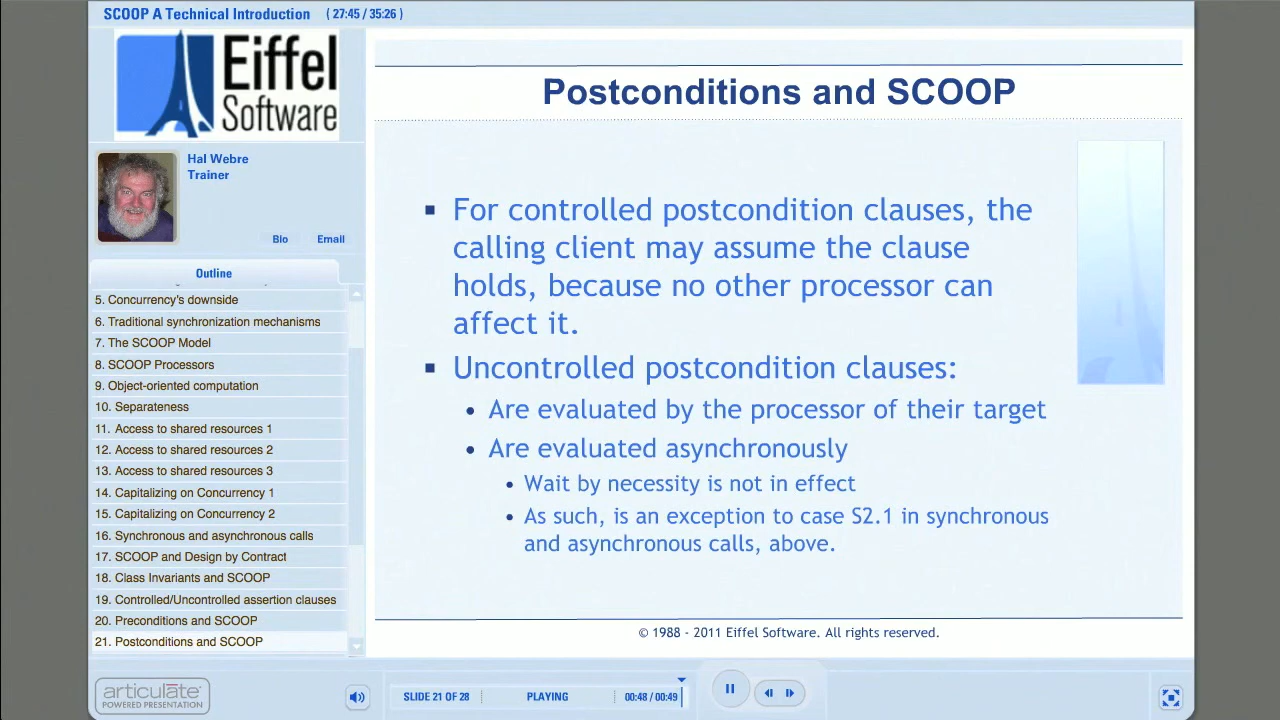 SCOOP A Technical Introduction ( 27:45 / 35:26 )
Eiffel
Software
Hal Webre
Trainer
Bio Email
Outline
5. Concurrency's downside
6. Traditional synchronization mechanisms
7. The SCOOP Model
8. SCOOP Processors
9. Object-oriented computation
10. Separateness
11. Access to shared resources 1
12. Access to shared resources 2
13. Access to shared resources 3
14. Capitalizing on Concurrency 1
15. Capitalizing on Concurrency 2
16. Synchronous and asynchronous calls
17. SCOOP and Design by Contract
18. Class Invariants and SCOOP
19. Controlled/Uncontrolled assertion clauses
20. Preconditions and SCOOP
21. Postconditions and SCOOP
Postconditions and SCOOP
For controlled postcondition clauses, the
calling client may assume the clause
holds, because no other processor can
affect it.
Uncontrolled postcondition clauses:
Are evaluated by the processor of their target
Are evaluated asynchronously
Wait by necessity is not in effect
As such, is an exception to case S2.1 in synchronous
and asynchronous calls, above.
© 1988 - 2011 Eiffel Software. All rights reserved.
articulate
POWERED PRESENTATION
SLIDE 21 OF 28 PLAYING 00:48 / 00:49